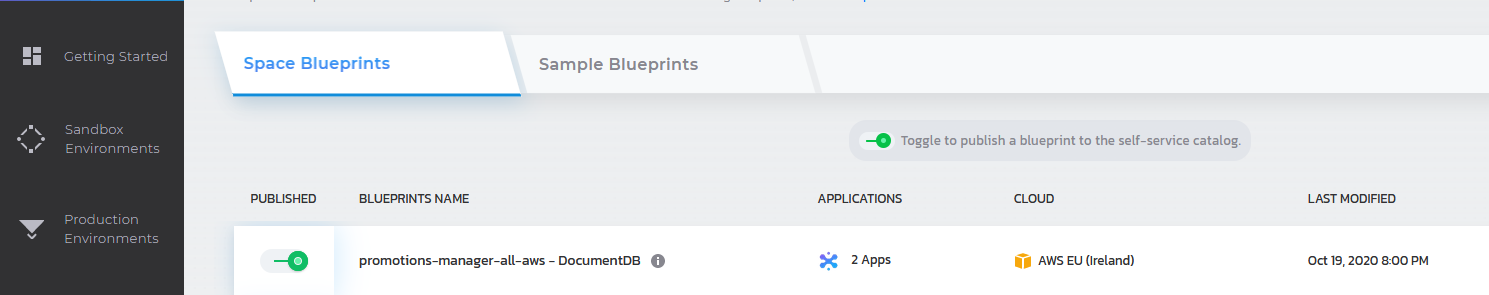 Getting Started
Sandbox
Environments
Production
Environments
Space Blueprints
Sample Blueprints
Toggle to publish a blueprint to the self-service catalog.
PUBLISHED BLUEPRINTS NAME APPLICATIONS CLOUD LAST MODIFIED
promotions-manager-all-aws - DocumentDB 2 Apps AWS EU (Ireland) Oct 19, 2020 8:00 PM